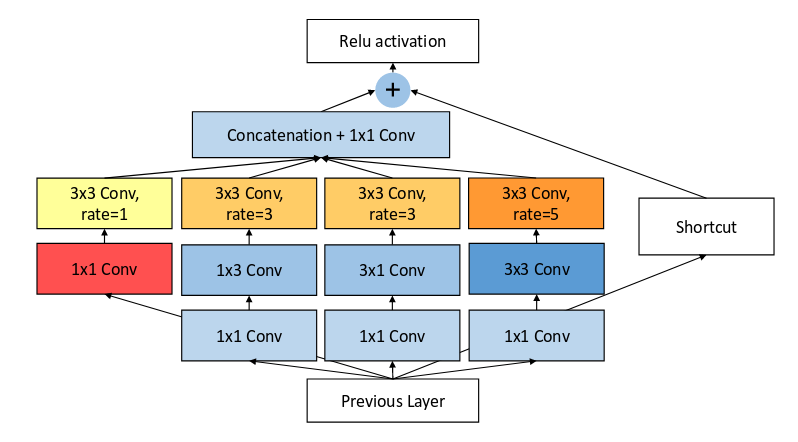 Relu activation
+
Concatenation + 1x1 Conv
3x3 Conv,
rate=1
3x3 Conv,
rate=3
3x3 Conv,
rate=3
3x3 Conv,
rate=5
Shortcut
1x1 Conv
1x3 Conv
3x1 Conv
3x3 Conv
1x1 Conv
1x1 Conv
1x1 Conv
Previous Layer